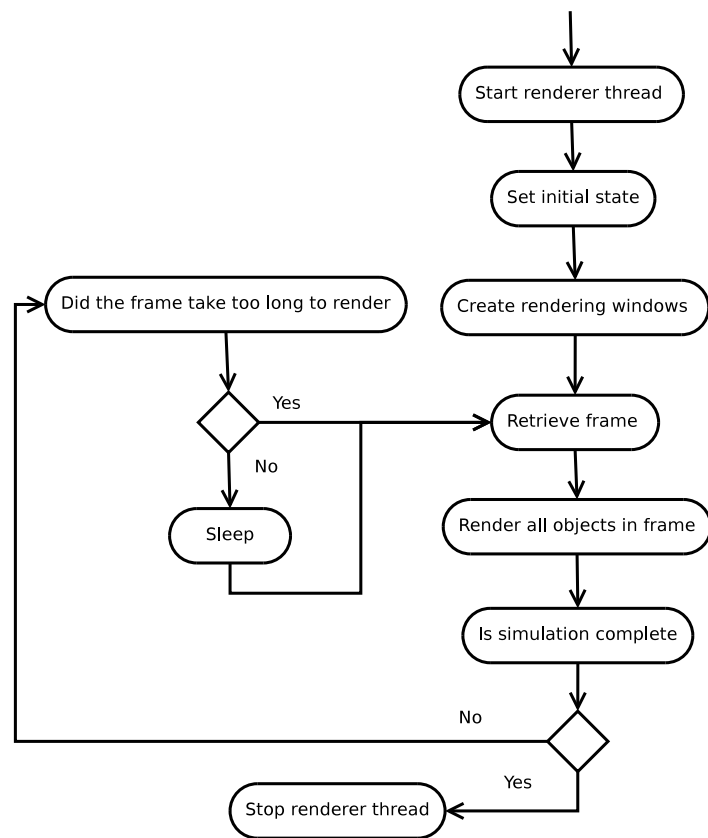 Start renderer thread
Set initial state
Did the frame take too long to render
Create rendering windows
Yes
Retrieve frame
No
Sleep
Render all objects in frame
Is simulation complete
No
Yes
Stop renderer thread